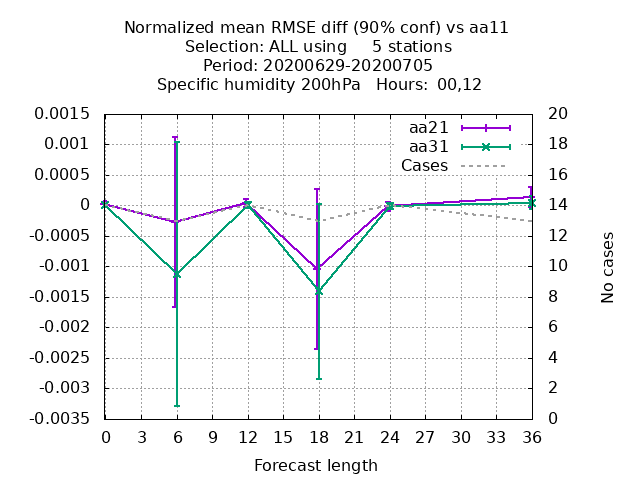 Normalized mean RMSE diff (90% conf) vs aa11
Selection: ALL using     5 stations
Period: 20200629-20200705
Specific humidity 200hPa   Hours: 00,12
0.0015
0.001
0.0005
0
-0.0005
-0.001
-0.0015
-0.002
-0.0025
-0.003
-0.0035
aa21
aa31
Cases
20
18
16
14
12
10
8
6
4
2
0
No cases
0 3 6 9 12 15 18 21 24 27 30 33 36
Forecast length